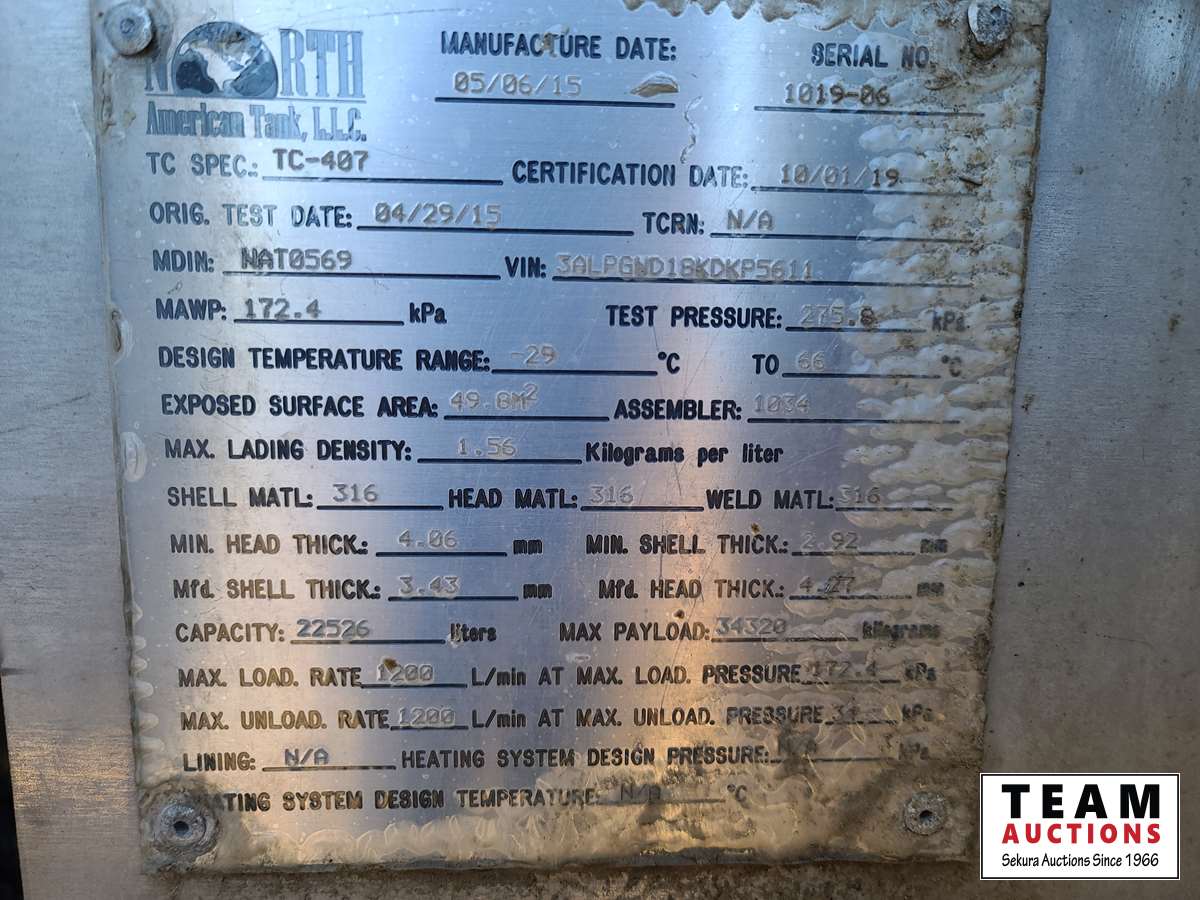 NORTH
American Tank, L.L.C.
MANUFACTURE DATE: 05/06/15
SERIAL NO. 1019-06
TC SPEC.: TC-407 CERTIFICATION DATE: 10/01/19
ORIG. TEST DATE: 04/29/15 TCRN: N/A
MDIN: NAT0569 VIN:
MAWP: 172.4 kPa TEST PRESSURE: 275.8 kPa
DESIGN TEMPERATURE RANGE: -29 °C TO 66 °C
EXPOSED SURFACE AREA: 49.8M² ASSEMBLER: 1034
MAX. LADING DENSITY: 1.56 Kilograms per liter
SHELL MATL: 316 HEAD MATL: 316 WELD MATL: 316
MIN. HEAD THICK.: 4.06 mm MIN. SHELL THICK.: 2.92 mm
Mfd. SHELL THICK.: 3.43 mm Mfd. HEAD THICK.: mm
CAPACITY: 22526 liters MAX PAYLOAD: 34320 kilograms
MAX. LOAD. RATE 1200 L/min AT MAX. LOAD. PRESSURE 172.4 kPa
MAX. UNLOAD. RATE 1200 L/min AT MAX. UNLOAD. PRESSURE kPa
LINING: N/A HEATING SYSTEM DESIGN PRESSURE: kPa
HEATING SYSTEM DESIGN TEMPERATURE: N/A °C
TEAM
AUCTIONS
Sekura Auctions Since 1966